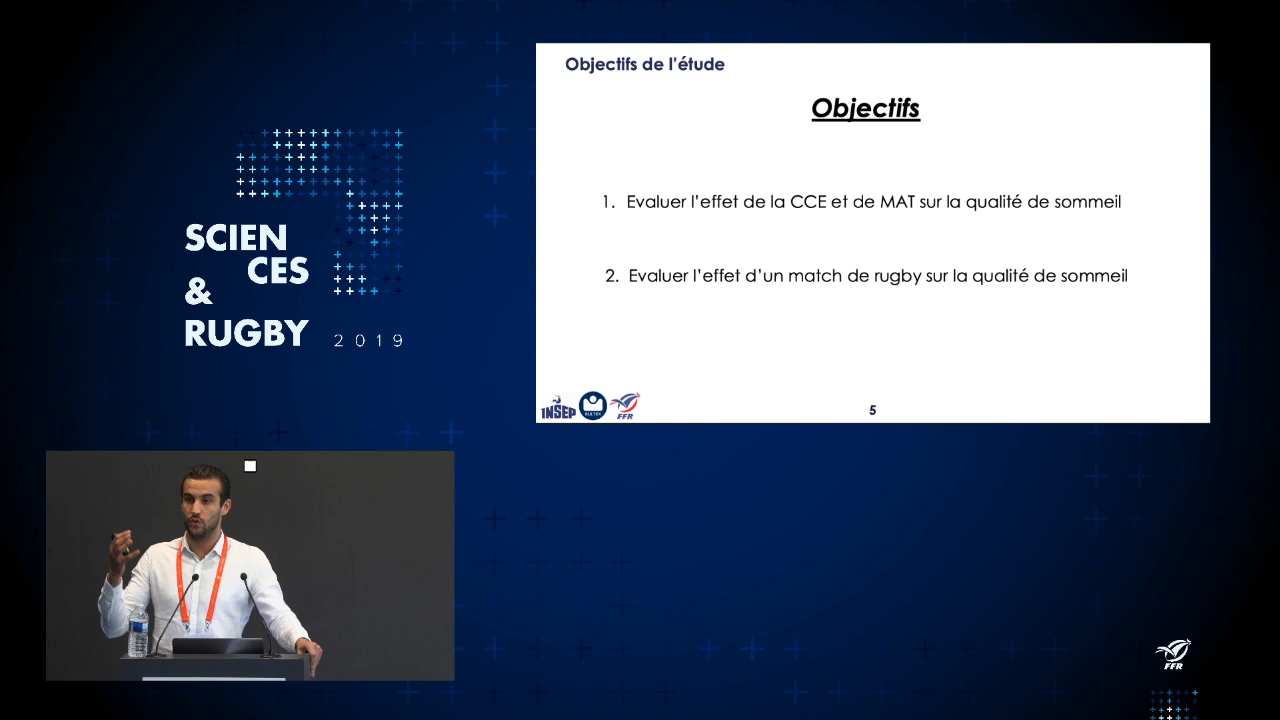 Objectifs de l'étude
Objectifs
1. Evaluer l'effet de la CCE et de MAT sur la qualité de sommeil
2. Evaluer l'effet d'un match de rugby sur la qualité de sommeil
INSEP
BULTEX
FFR
5
SCIEN
CES
&
RUGBY 2019
FFR